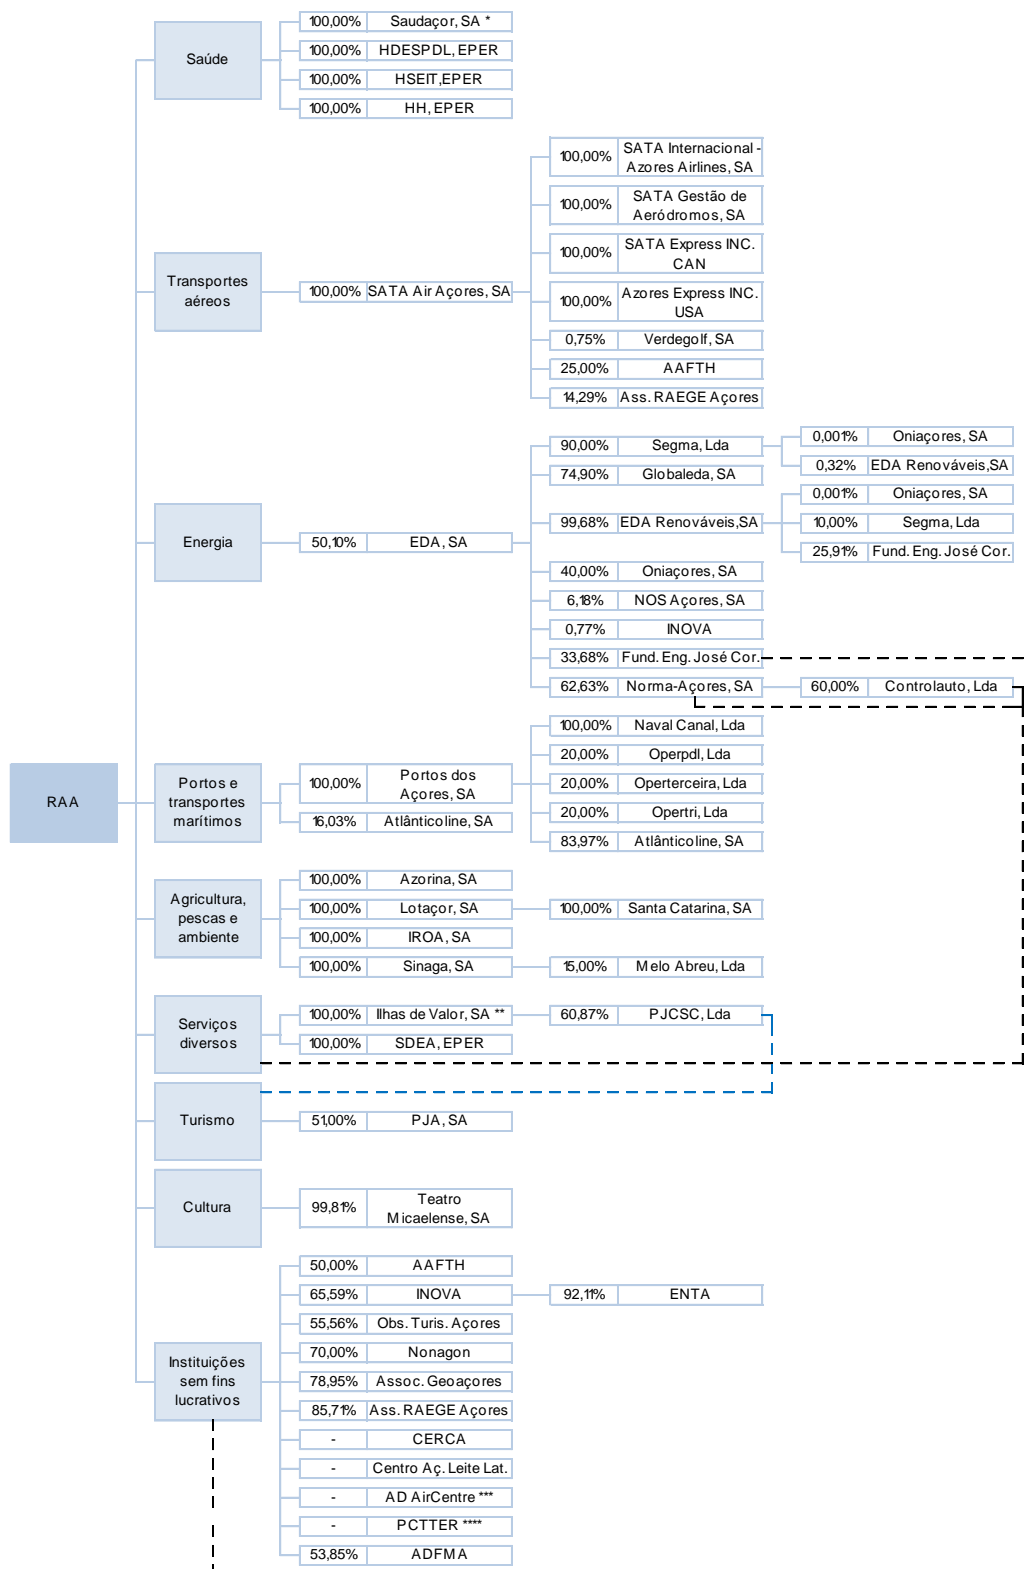 100,00% Saudaçor, SA *
100,00% HDESPDL, EPER
Saúde
100,00% HSEIT,EPER
100,00% HH, EPER
100,00% SATA Internacional -
Azores Airlines, SA
100,00% SATA Gestão de
Aeródromos, SA
100,00% SATA Express INC.
CAN
Transportes
aéreos
100,00% SATA Air Açores, SA
100,00% Azores Express INC.
USA
0,75% Verdegolf, SA
25,00% AAFTH
14,29% Ass. RAEGE Açores
90,00% Segma, Lda
0,001% Oniaçores, SA
0,32% EDA Renováveis,SA
74,90% Globaleda, SA
0,001% Oniaçores, SA
Energia
50,10% EDA, SA
99,68% EDA Renováveis,SA
10,00% Segma, Lda
25,91% Fund. Eng. José Cor.
40,00% Oniaçores, SA
6,18% NOS Açores, SA
0,77% INOVA
33,68% Fund. Eng. José Cor.
62,63% Norma-Açores, SA
60,00% Controlauto, Lda
RAA
Portos e
transportes
marítimos
100,00% Portos dos
Açores, SA
16,03% Atlânticoline, SA
100,00% Naval Canal, Lda
20,00% Operpdl, Lda
20,00% Operterceira, Lda
20,00% Opertri, Lda
83,97% Atlânticoline, SA
Agricultura,
pescas e
ambiente
100,00% Azorina, SA
100,00% Lotaçor, SA
100,00% Santa Catarina, SA
100,00% IROA, SA
100,00% Sinaga, SA
15,00% Melo Abreu, Lda
Serviços
diversos
100,00% Ilhas de Valor, SA **
60,87% PJCSC, Lda
100,00% SDEA, EPER
Turismo
51,00% PJA, SA
Cultura
99,81% Teatro
Micaelense, SA
Instituições
sem fins
lucrativos
50,00% AAFTH
65,59% INOVA
92,11% ENTA
55,56% Obs. Turis. Açores
70,00% Nonagon
78,95% Assoc. Geoaçores
85,71% Ass. RAEGE Açores
- CERCA
- Centro Aç. Leite Lat.
- AD AirCentre ***
- PCTTER ****
53,85% ADFMA